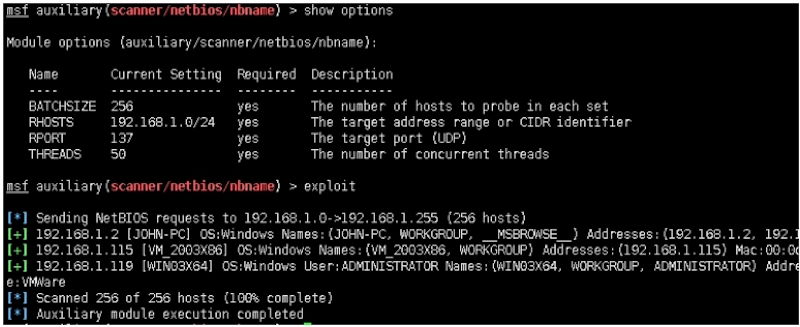 msf auxiliary(scanner/netbios/nbname) > show options
Module options (auxiliary/scanner/netbios/nbname):
Name Current Setting Required Description
---- --------------- -------- -----------
BATCHSIZE 256 yes The number of hosts to probe in each set
RHOSTS 192.168.1.0/24 yes The target address range or CIDR identifier
RPORT 137 yes The target port (UDP)
THREADS 50 yes The number of concurrent threads
msf auxiliary(scanner/netbios/nbname) > exploit
[*] Sending NetBIOS requests to 192.168.1.0->192.168.1.255 (256 hosts)
[+] 192.168.1.2 [JOHN-PC] OS:Windows Names:(JOHN-PC, WORKGROUP, __MSBROWSE__) Addresses:(192.168.1.2, 192.1
[+] 192.168.1.115 [VM_2003X86] OS:Windows Names:(VM_2003X86, WORKGROUP) Addresses:(192.168.1.115) Mac:00:0c
[+] 192.168.1.119 [WIN03X64] OS:Windows User:ADMINISTRATOR Names:(WIN03X64, WORKGROUP, ADMINISTRATOR) Addre
e:VMWare
[*] Scanned 256 of 256 hosts (100% complete)
[*] Auxiliary module execution completed